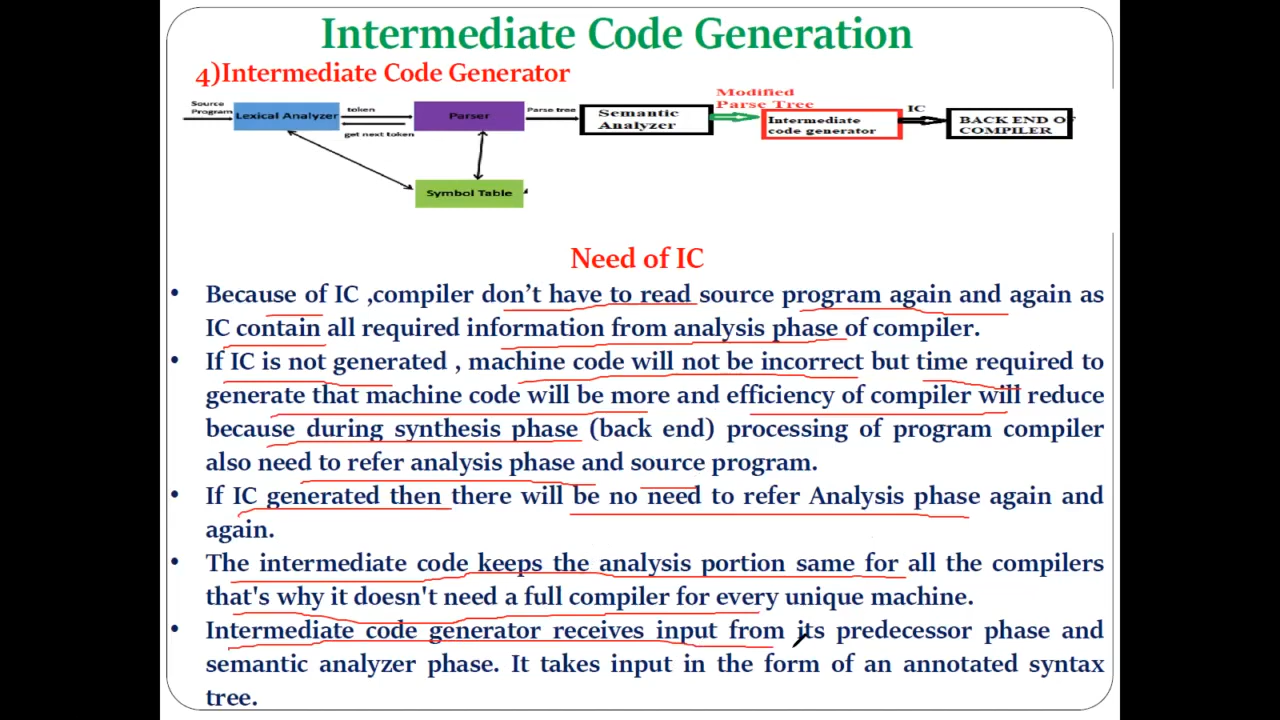 Intermediate Code Generation
4)Intermediate Code Generator
Source
Program
Lexical Analyzer
token
get next token
Parser
Parse tree
Semantic
Analyzer
Modified
Parse Tree
Intermediate
code generator
IC
BACK END OF
COMPILER
Symbol Table
Need of IC
• Because of IC ,compiler don't have to read source program again and again as
IC contain all required information from analysis phase of compiler.
• If IC is not generated , machine code will not be incorrect but time required to
generate that machine code will be more and efficiency of compiler will reduce
because during synthesis phase (back end) processing of program compiler
also need to refer analysis phase and source program.
• If IC generated then there will be no need to refer Analysis phase again and
again.
• The intermediate code keeps the analysis portion same for all the compilers
that's why it doesn't need a full compiler for every unique machine.
• Intermediate code generator receives input from its predecessor phase and
semantic analyzer phase. It takes input in the form of an annotated syntax
tree.